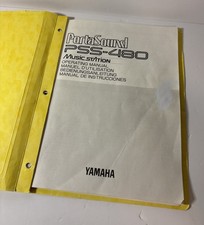 PortaSound
PSS-480
MUSIC STATION
OPERATING MANUAL
MANUEL D'UTILISATION
BEDIENUNGSANLEITUNG
MANUAL DE INSTRUCCIONES
YAMAHA